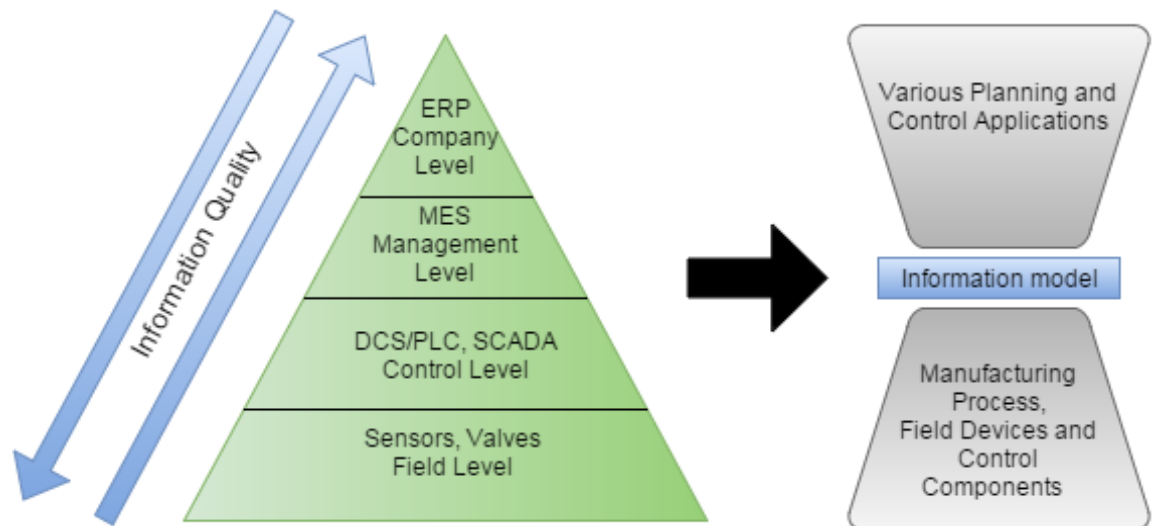 Information Quality
ERP
Company
Level
MES
Management
Level
DCS/PLC, SCADA
Control Level
Sensors, Valves
Field Level
Various Planning and
Control Applications
Information model
Manufacturing
Process,
Field Devices and
Control
Components